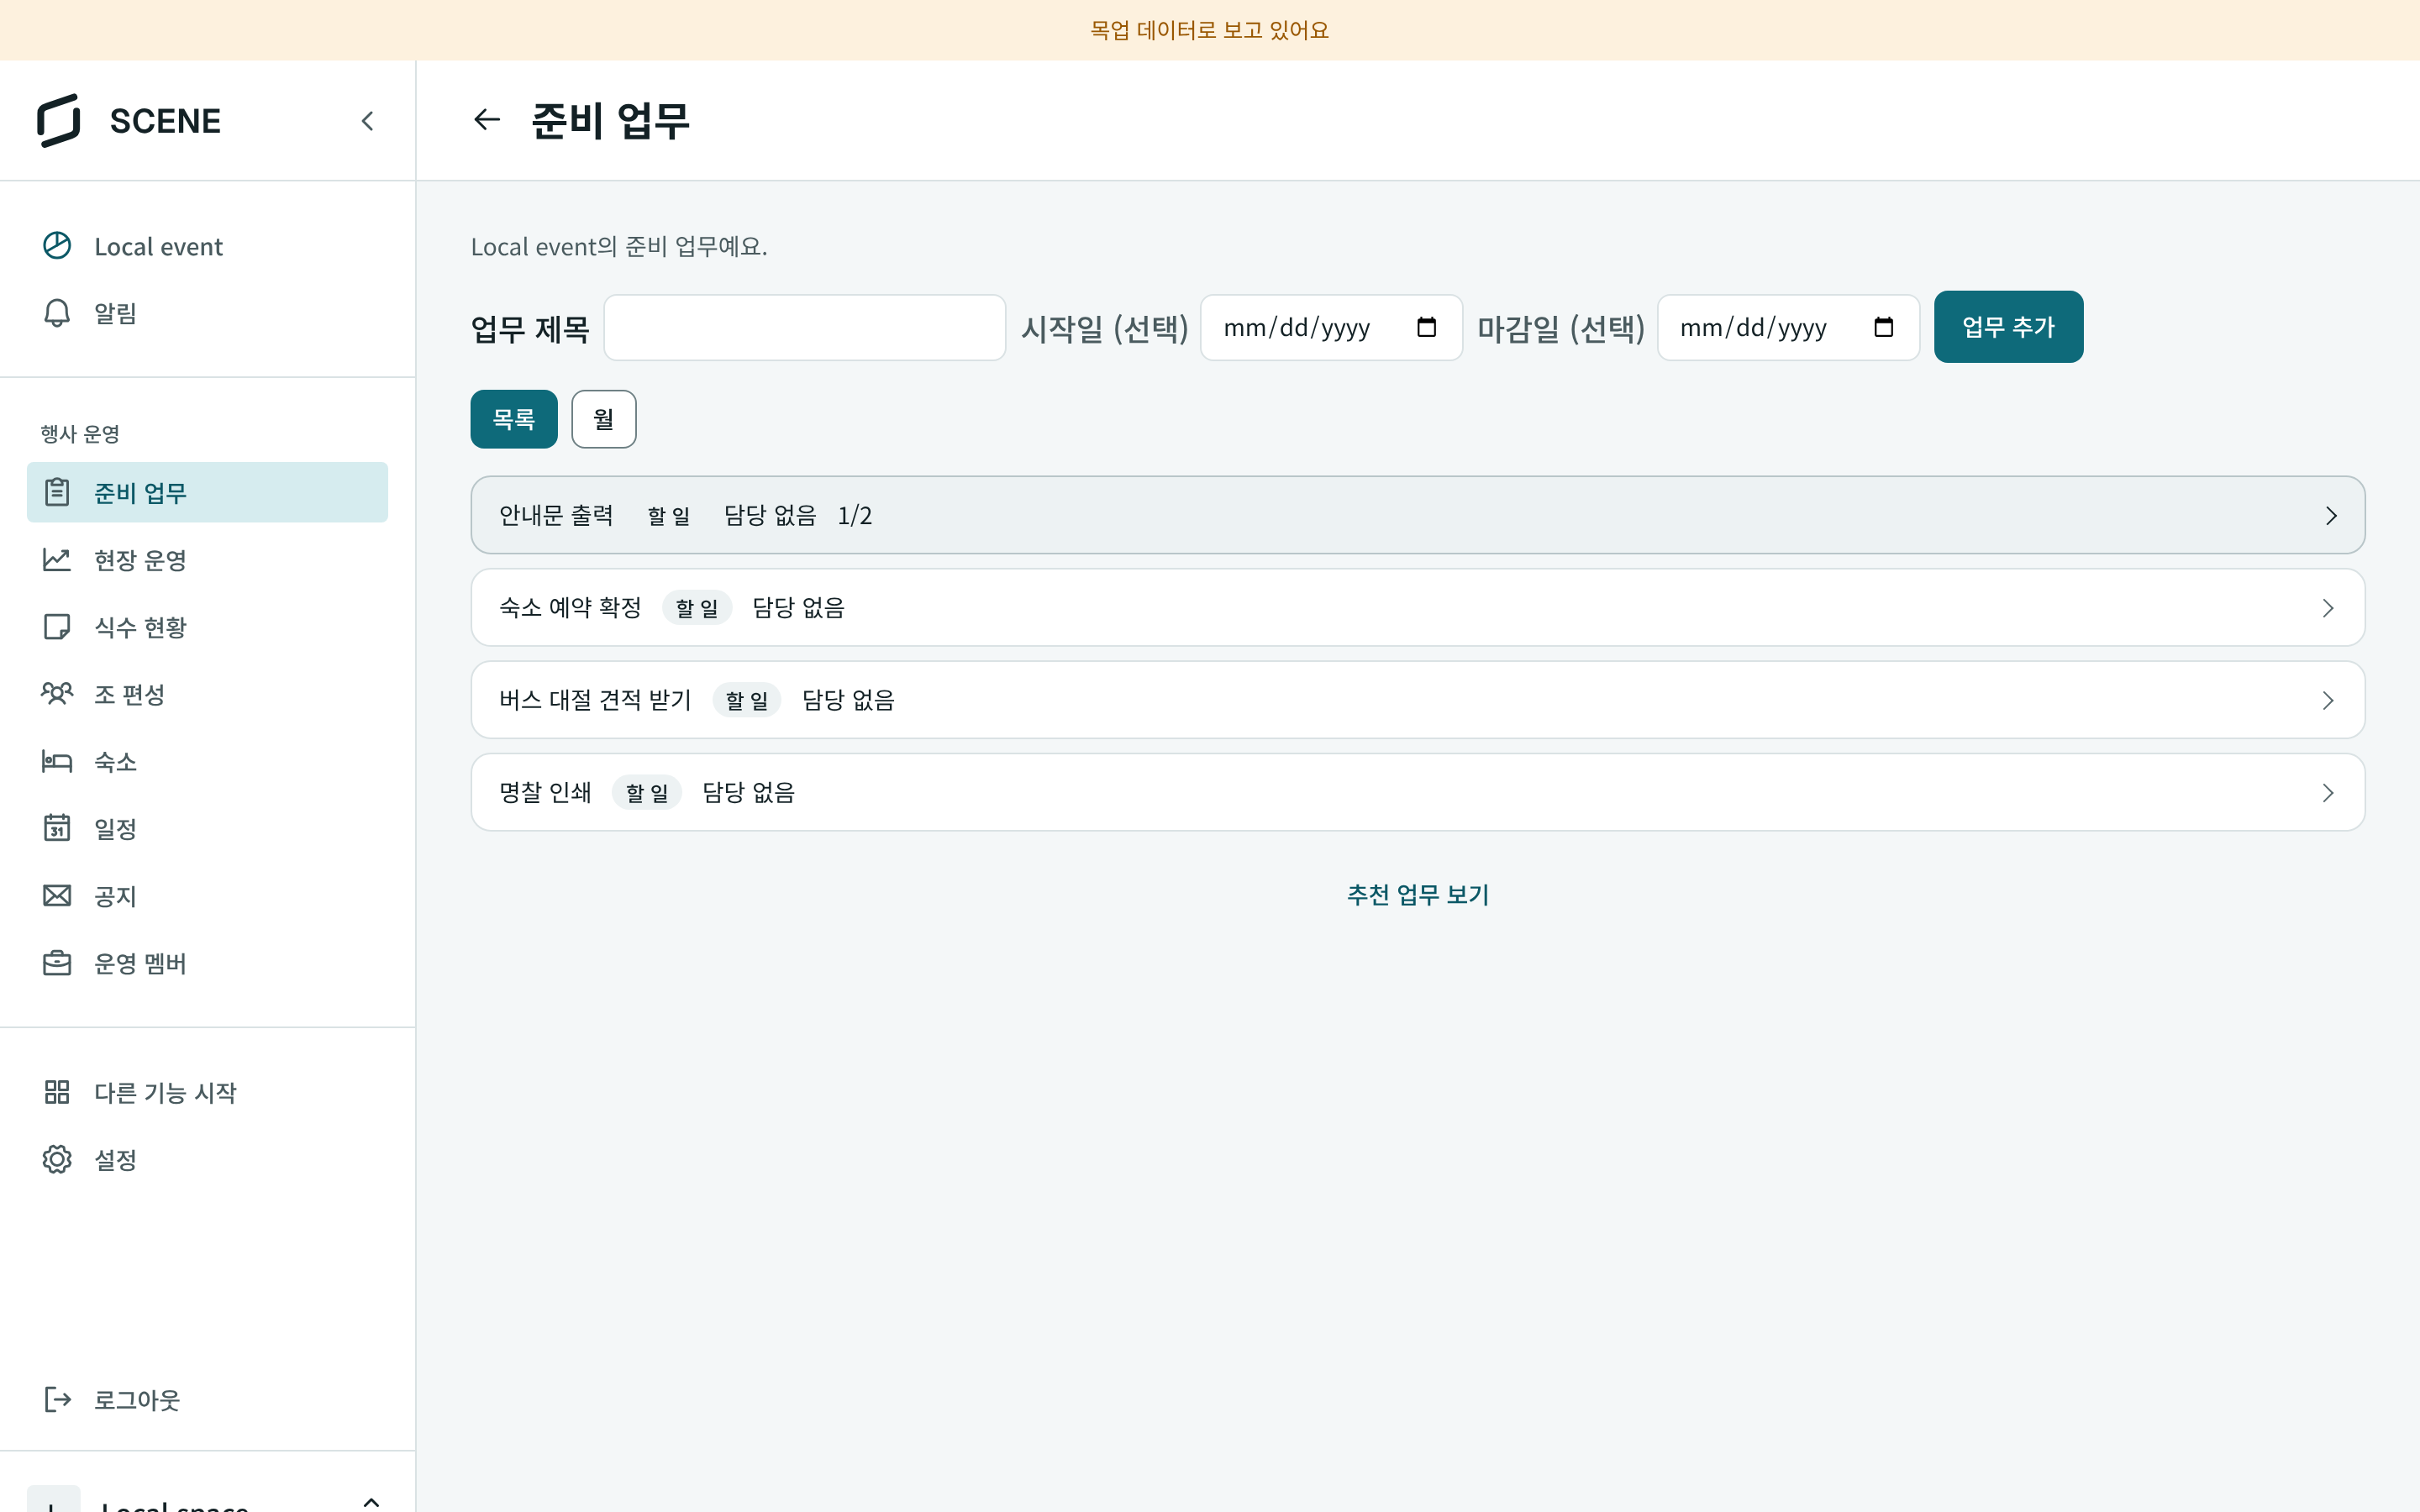 목업 데이터로 보고 있어요
SCENE
준비 업무
Local event
알림
행사 운영
준비 업무
현장 운영
식수 현황
조 편성
숙소
31
일정
공지
운영 멤버
다른 기능 시작
설정
로그아웃
L Local space
Local event의 준비 업무예요.
업무 제목 시작일 (선택) mm/dd/yyyy 마감일 (선택) mm/dd/yyyy 업무 추가
목록 월
안내문 출력 할 일 담당 없음 1/2
숙소 예약 확정 할 일 담당 없음
버스 대절 견적 받기 할 일 담당 없음
명찰 인쇄 할 일 담당 없음
추천 업무 보기